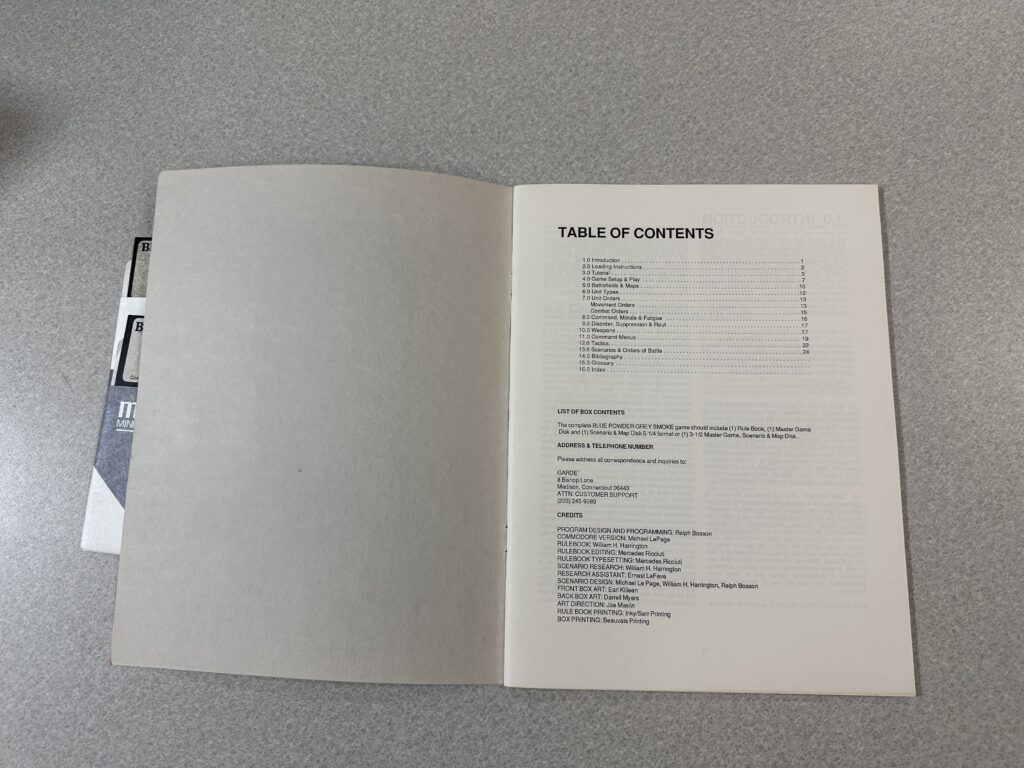 B
B
m
MIN
TABLE OF CONTENTS
1.0 Introduction . . . . . . . . . . . . . . . . . . . . . . . . . . . . . . . . . . . . . . . . . . . . . . 1
2.0 Loading Instructions . . . . . . . . . . . . . . . . . . . . . . . . . . . . . . . . . . . . . . . 2
3.0 Tutorial . . . . . . . . . . . . . . . . . . . . . . . . . . . . . . . . . . . . . . . . . . . . . . . . . . 3
4.0 Game Setup & Play . . . . . . . . . . . . . . . . . . . . . . . . . . . . . . . . . . . . . . . . 7
5.0 Battlefields & Maps . . . . . . . . . . . . . . . . . . . . . . . . . . . . . . . . . . . . . . . 10
6.0 Unit Types . . . . . . . . . . . . . . . . . . . . . . . . . . . . . . . . . . . . . . . . . . . . . . 12
7.0 Unit Orders . . . . . . . . . . . . . . . . . . . . . . . . . . . . . . . . . . . . . . . . . . . . . 13
Movement Orders . . . . . . . . . . . . . . . . . . . . . . . . . . . . . . . . . . . . . . . . . 13
Combat Orders . . . . . . . . . . . . . . . . . . . . . . . . . . . . . . . . . . . . . . . . . . . 15
8.0 Command, Morale & Fatigue . . . . . . . . . . . . . . . . . . . . . . . . . . . . . . . 16
9.0 Disorder, Suppression & Rout . . . . . . . . . . . . . . . . . . . . . . . . . . . . . . 17
10.0 Weapons . . . . . . . . . . . . . . . . . . . . . . . . . . . . . . . . . . . . . . . . . . . . . . 17
11.0 Command Menus . . . . . . . . . . . . . . . . . . . . . . . . . . . . . . . . . . . . . . . . 19
12.0 Tactics . . . . . . . . . . . . . . . . . . . . . . . . . . . . . . . . . . . . . . . . . . . . . . . . 22
13.0 Scenarios & Orders of Battle . . . . . . . . . . . . . . . . . . . . . . . . . . . . . . 24
14.0 Bibliography . . . . . . . . . . . . . . . . . . . . . . . . . . . . . . . . . . . . . . . . . . .
15.0 Glossary . . . . . . . . . . . . . . . . . . . . . . . . . . . . . . . . . . . . . . . . . . . . . .
16.0 Index . . . . . . . . . . . . . . . . . . . . . . . . . . . . . . . . . . . . . . . . . . . . . . . . .
LIST OF BOX CONTENTS
The complete BLUE POWDER GREY SMOKE game should include (1) Rule Book, (1) Master Game
Disk and (1) Scenario & Map Disk 5-1/4 format or (1) 3-1/2 Master Game, Scenario & Map Disk .
ADDRESS & TELEPHONE NUMBER
Please address all correspondence and inquiries to:
GARDE'
8 Bishop Lane
Madison, Connecticut 06443
ATTN: CUSTOMER SUPPORT
(203) 245-9089
CREDITS
PROGRAM DESIGN AND PROGRAMMING: Ralph Bosson
COMMODORE VERSION: Michael LePage
RULEBOOK: William H. Harrington
RULEBOOK EDITING: Mercedes Ricciuti
RULEBOOK TYPESETTING: Mercedes Ricciuti
SCENARIO RESEARCH: William H. Harrington
RESEARCH ASSISTANT: Ernest LaFave
SCENARIO DESIGN: Michael Le Page, William H. Harrington, Ralph Bosson
FRONT BOX ART: Earl Killeen
BACK BOX ART: Darrell Myers
ART DIRECTION: Joe Maslin
RULE BOOK PRINTING: Inky/Sarr Printing
BOX PRINTING: Beauvais Printing